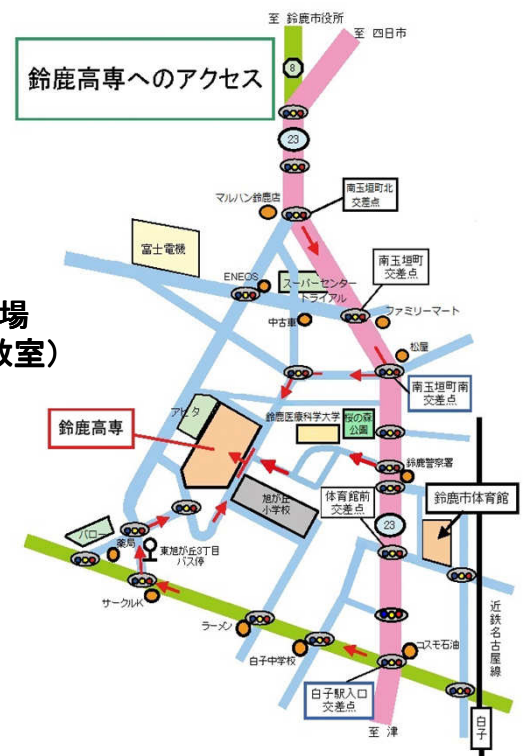 至 鈴鹿市役所
至 四日市
鈴鹿高専へのアクセス
8
23
マルハン鈴鹿店
南玉垣町北
交差点
富士電機
ENEOS
スーパーセンター
トライアル
南玉垣町
交差点
ファミリーマート
中古車
場
教室）
松屋
南玉垣町南
交差点
アピタ
鈴鹿高専
鈴鹿医療科学大学
桜の森
公園
鈴鹿警察署
旭が丘
小学校
体育館前
交差点
鈴鹿市体育館
23
バロー
薬局
東旭が丘3丁目
バス停
サークルK
ラーメン
白子中学校
コスモ石油
近鉄名古屋線
白子駅入口
交差点
白子
至 津